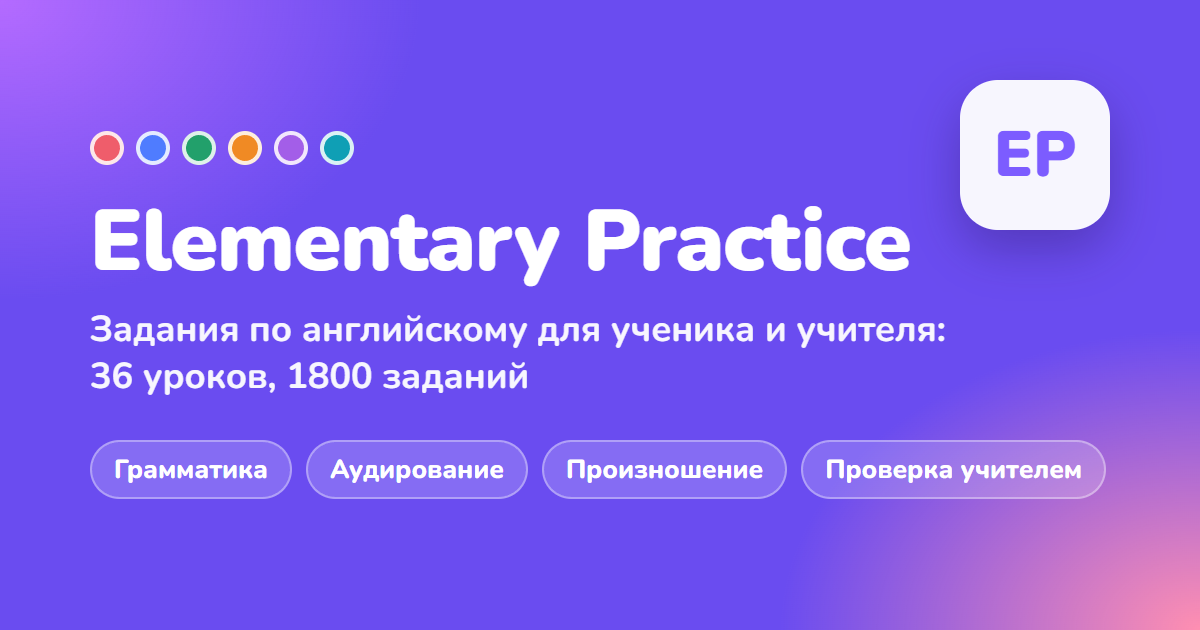 EP
Elementary Practice
Задания по английскому для ученика и учителя:
36 уроков, 1800 заданий
Грамматика
Аудирование
Произношение
Проверка учителем